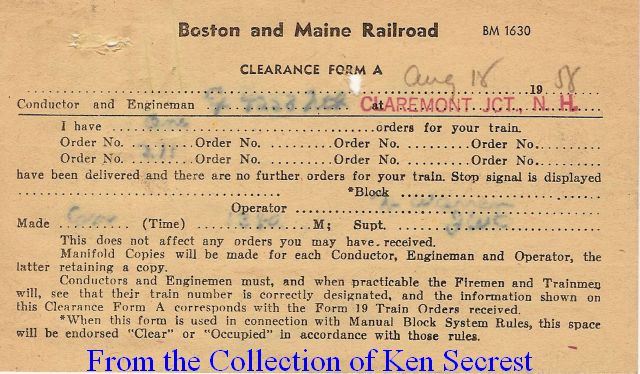 Boston and Maine Railroad BM 1630
CLEARANCE FORM A Aug 18 1958
Conductor and Engineman at CLAREMONT JCT., N. H.
I have One orders for your train.
Order No. Order No. Order No. Order No.
Order No. 211 Order No. Order No. Order No.
have been delivered and there are no further orders for your train. Stop signal is displayed
*Block
Operator
Made Com (Time) M; Supt. JWC
This does not affect any orders you may have received.
Manifold Copies will be made for each Conductor, Engineman and Operator, the
latter retaining a copy.
Conductors and Enginemen must, and when practicable the Firemen and Trainmen
will, see that their train number is correctly designated, and the information shown on
this Clearance Form A corresponds with the Form 19 Train Orders received.
*When this form is used in connection with Manual Block System Rules, this space
will be endorsed "Clear" or "Occupied" in accordance with those rules.
From the Collection of Ken Secrest